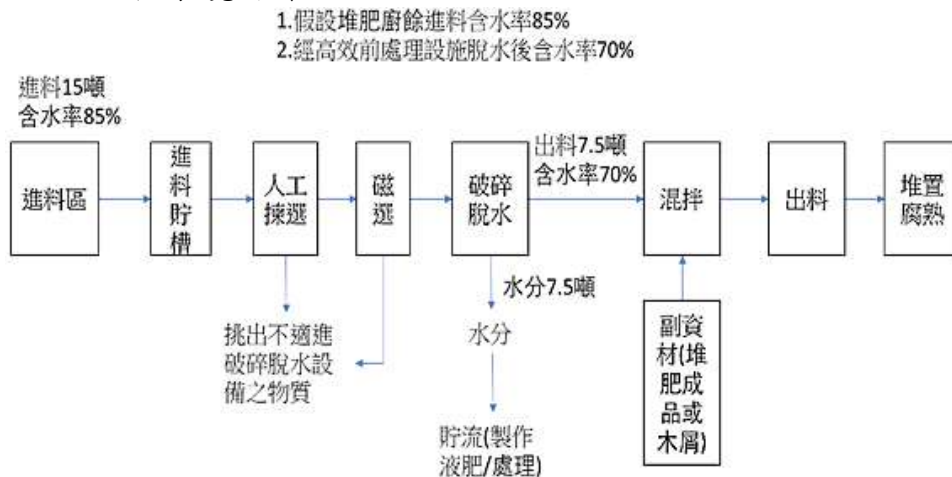 1.假設堆肥廚餘進料含水率85%
2.經高效前處理設施脫水後含水率70%
進料15噸
含水率85%
進料區
進
料
貯
槽
人工
揀選
磁
選
破碎
脫水
出料7.5噸
含水率70%
混拌
出料
堆置
腐熟
挑出不適進
破碎脫水設
備之物質
水分7.5噸
水分
貯流(製作
液肥/處理)
副資
材(堆
肥成
品或
木屑)